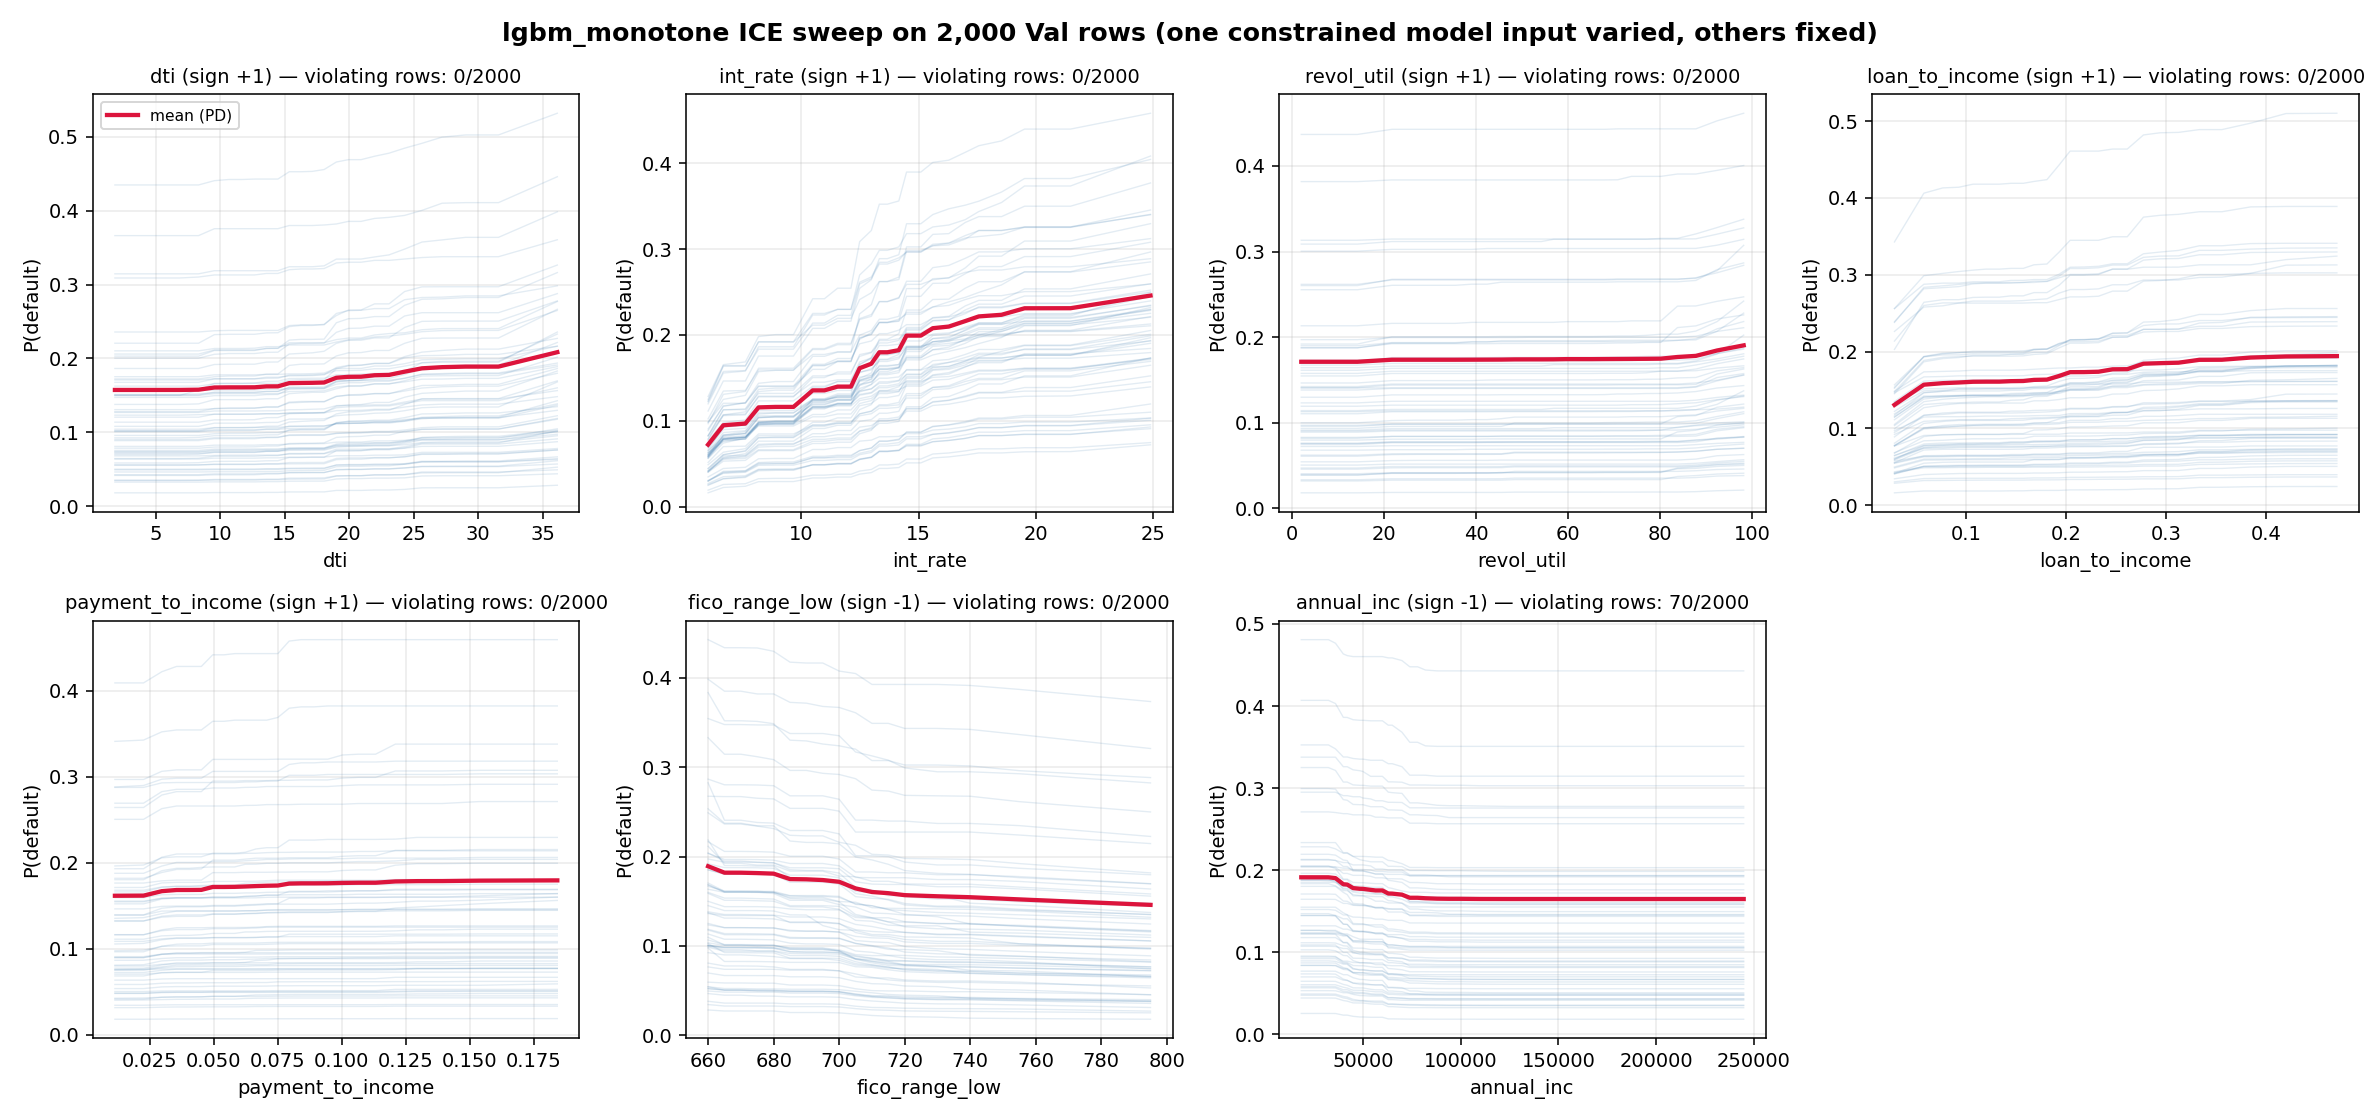 lgbm_monotone ICE sweep on 2,000 Val rows (one constrained model input varied, others fixed)
dti (sign +1) — violating rows: 0/2000
mean (PD)
P(default)
0.5
0.4
0.3
0.2
0.1
0.0
5 10 15 20 25 30 35
dti
int_rate (sign +1) — violating rows: 0/2000
P(default)
0.4
0.3
0.2
0.1
0.0
10 15 20 25
int_rate
revol_util (sign +1) — violating rows: 0/2000
P(default)
0.4
0.3
0.2
0.1
0.0
0 20 40 60 80 100
revol_util
loan_to_income (sign +1) — violating rows: 0/2000
P(default)
0.5
0.4
0.3
0.2
0.1
0.0
0.1 0.2 0.3 0.4
loan_to_income
payment_to_income (sign +1) — violating rows: 0/2000
P(default)
0.4
0.3
0.2
0.1
0.0
0.025 0.050 0.075 0.100 0.125 0.150 0.175
payment_to_income
fico_range_low (sign -1) — violating rows: 0/2000
P(default)
0.4
0.3
0.2
0.1
0.0
660 680 700 720 740 760 780 800
fico_range_low
annual_inc (sign -1) — violating rows: 70/2000
P(default)
0.5
0.4
0.3
0.2
0.1
0.0
50000 100000 150000 200000 250000
annual_inc